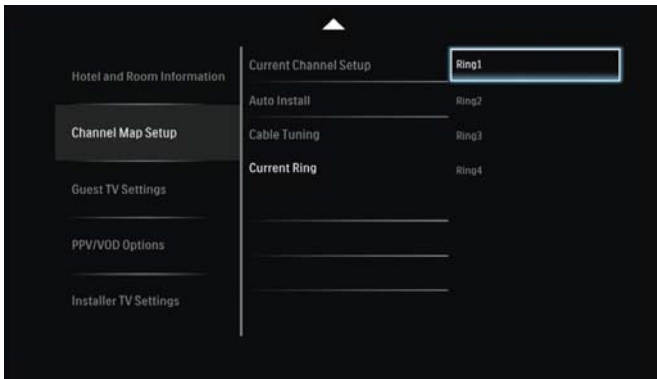 Hotel and Room Information
Channel Map Setup
Guest TV Settings
PPV/VOD Options
Installer TV Settings
Current Channel Setup
Auto Install
Cable Tuning
Current Ring
Ring1
Ring2
Ring3
Ring4